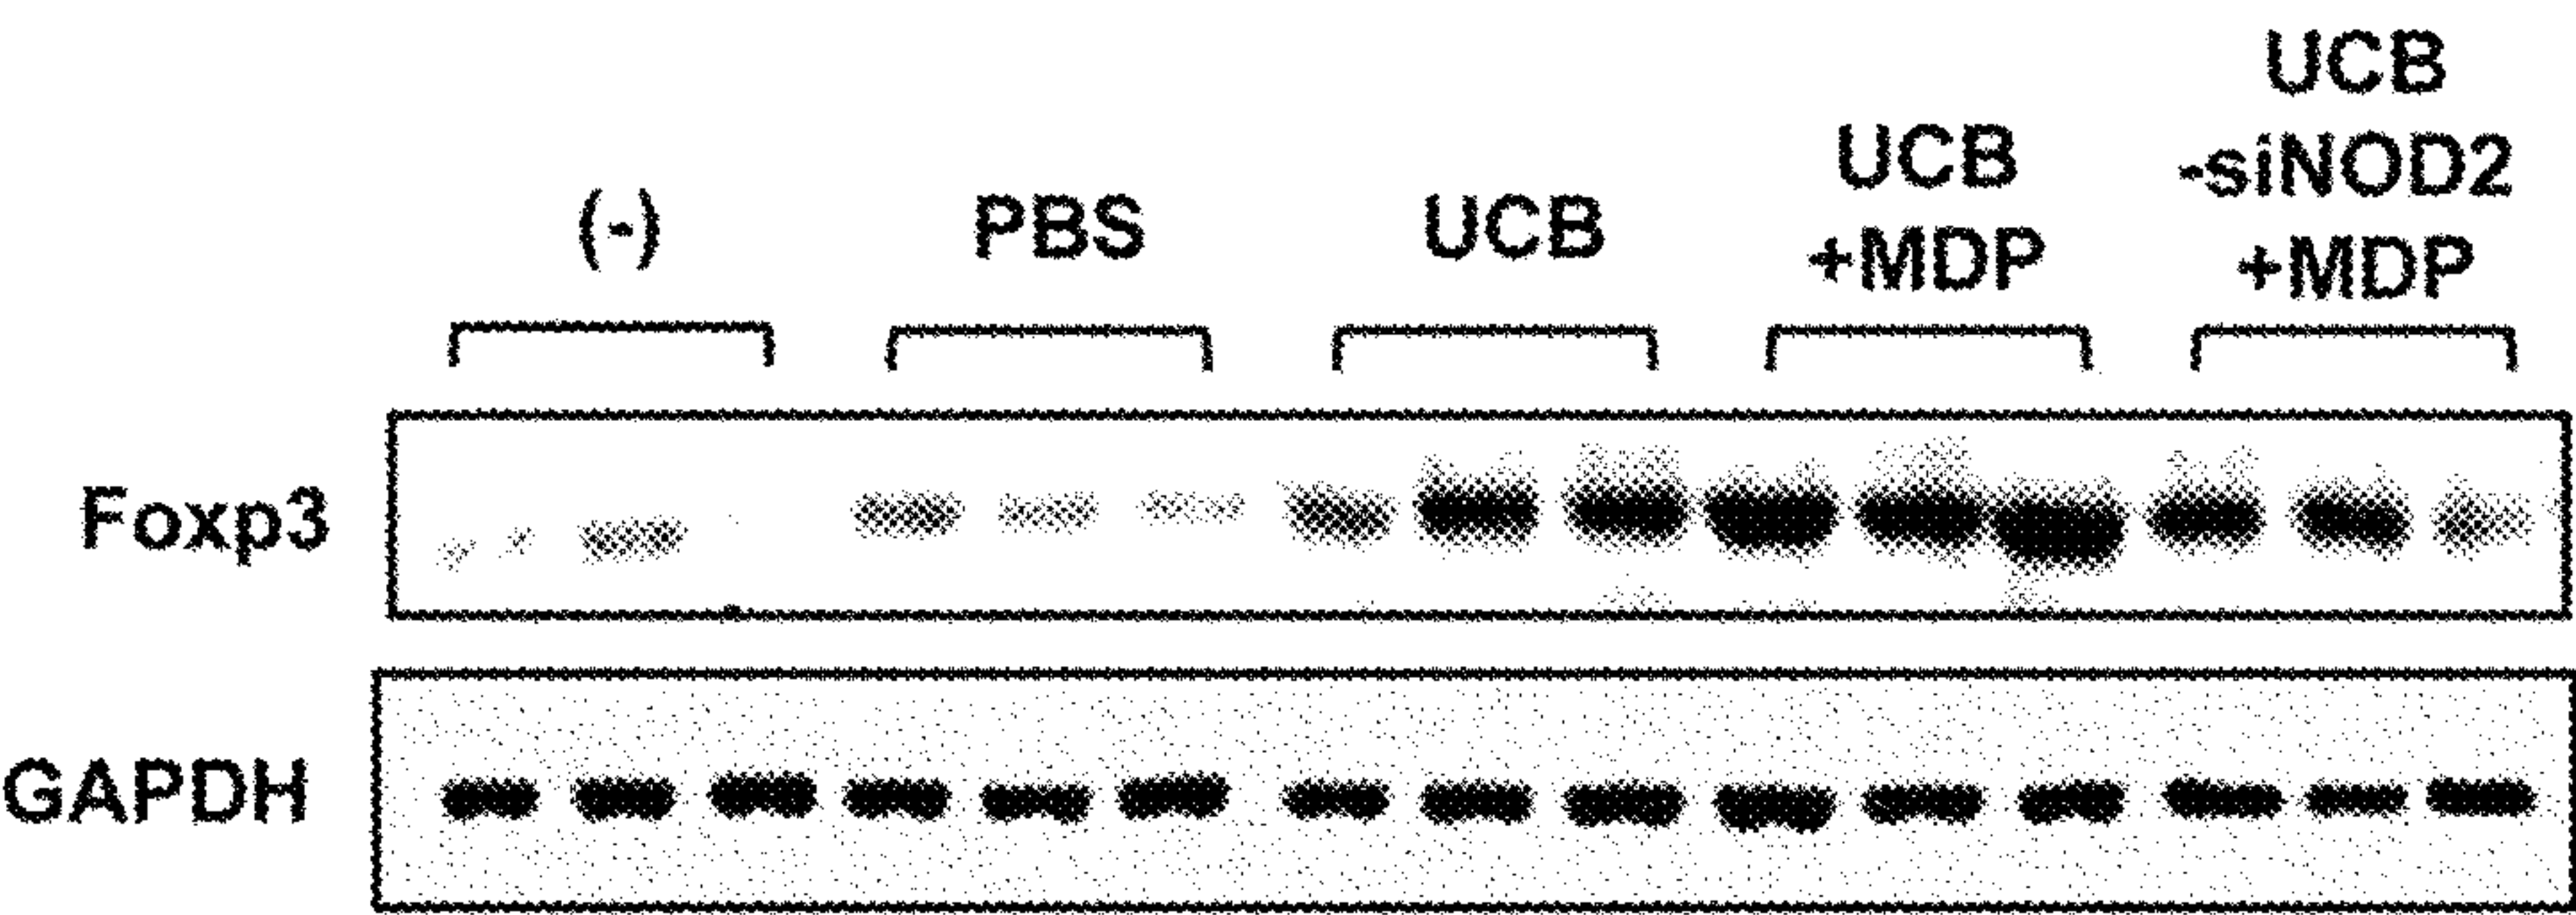 (-)
PBS
UCB
UCB
+MDP
UCB
-siNOD2
+MDP
Foxp3
GAPDH